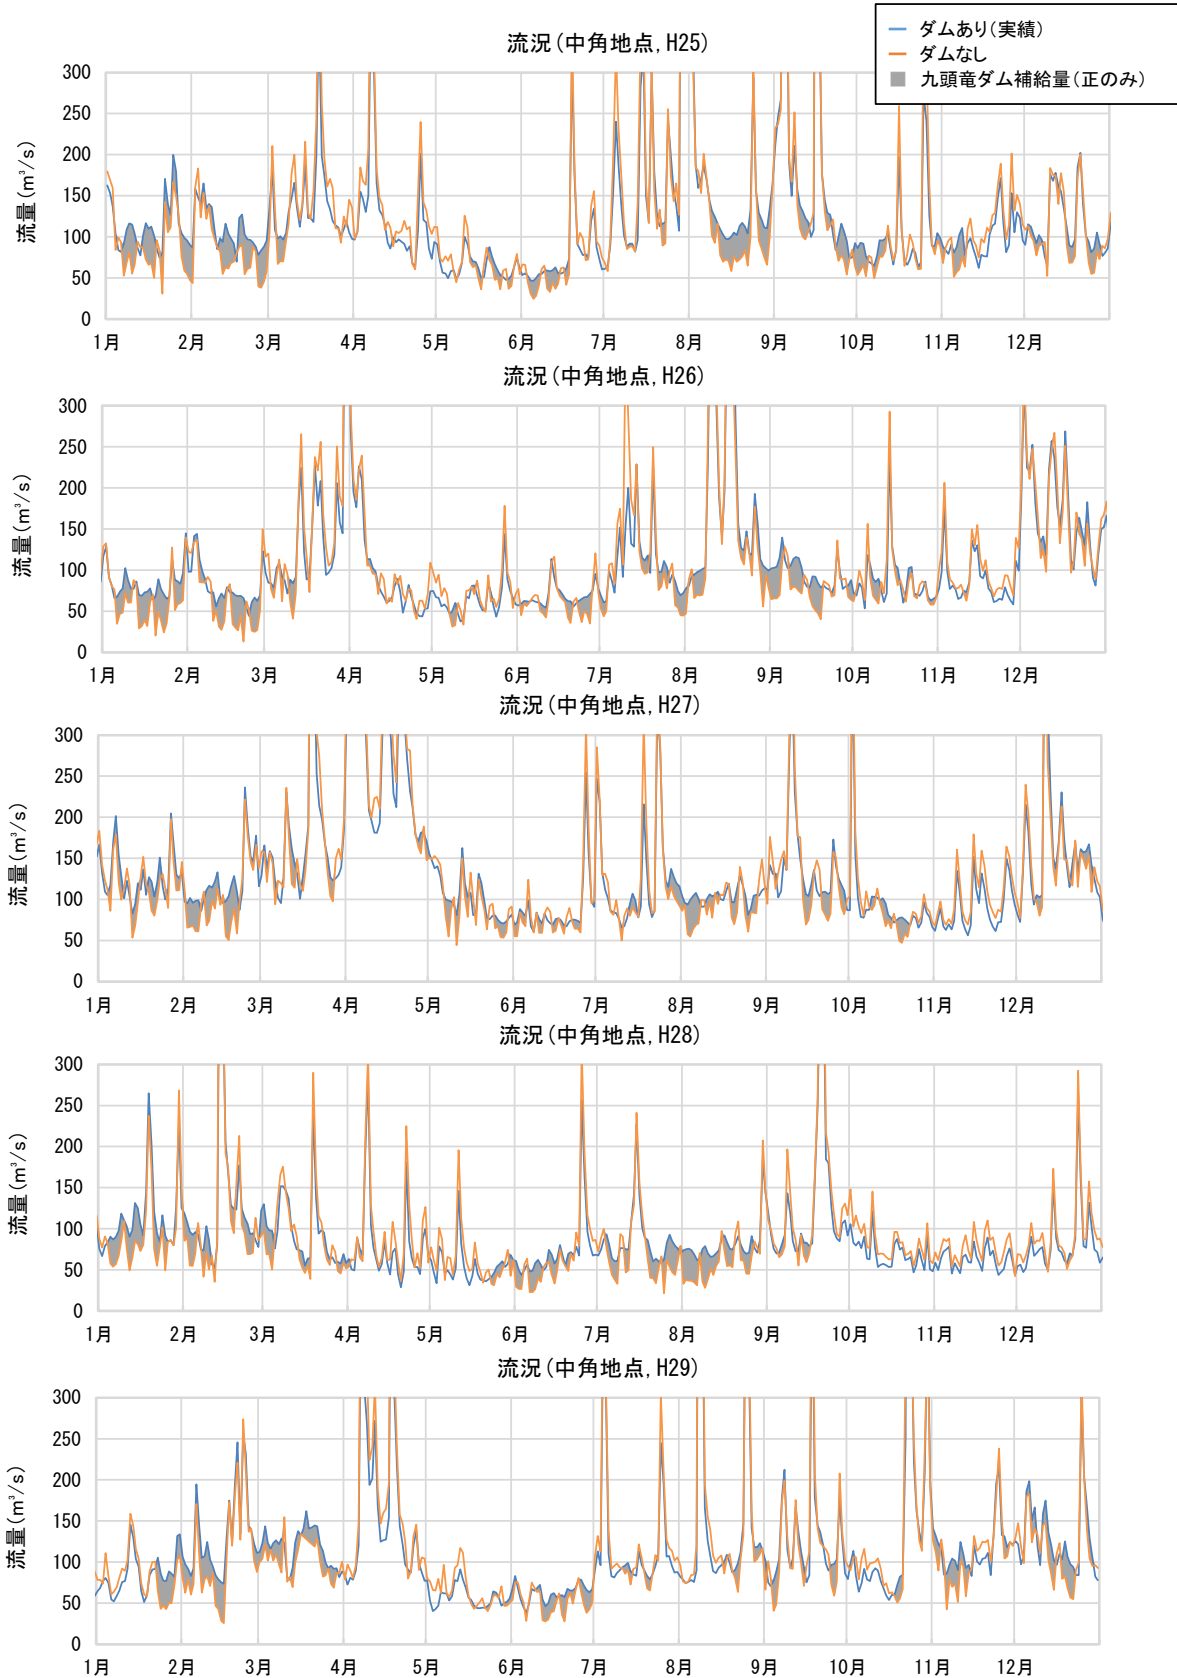 流況(中角地点, H25)
ダムあり(実績)
ダムなし
九頭竜ダム補給量(正のみ)
流量(m³/s)
300
250
200
150
100
50
0
1月 2月 3月 4月 5月 6月 7月 8月 9月 10月 11月 12月
流況(中角地点, H26)
流量(m³/s)
300
250
200
150
100
50
0
1月 2月 3月 4月 5月 6月 7月 8月 9月 10月 11月 12月
流況(中角地点, H27)
流量(m³/s)
300
250
200
150
100
50
0
1月 2月 3月 4月 5月 6月 7月 8月 9月 10月 11月 12月
流況(中角地点, H28)
流量(m³/s)
300
250
200
150
100
50
0
1月 2月 3月 4月 5月 6月 7月 8月 9月 10月 11月 12月
流況(中角地点, H29)
流量(m³/s)
300
250
200
150
100
50
0
1月 2月 3月 4月 5月 6月 7月 8月 9月 10月 11月 12月